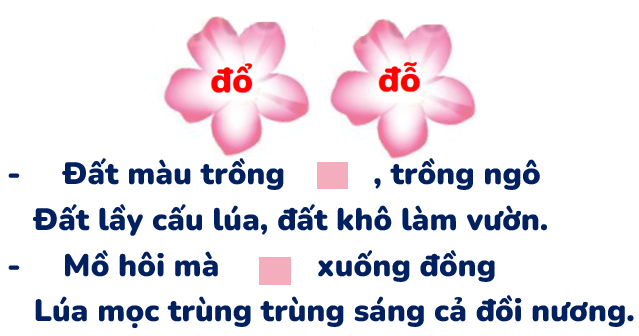 đổ đỗ
- Đất màu trồng , trồng ngô
Đất lầy cấu lúa, đất khô làm vườn.
- Mồ hôi mà xuống đồng
Lúa mọc trùng trùng sáng cả đồi nương.